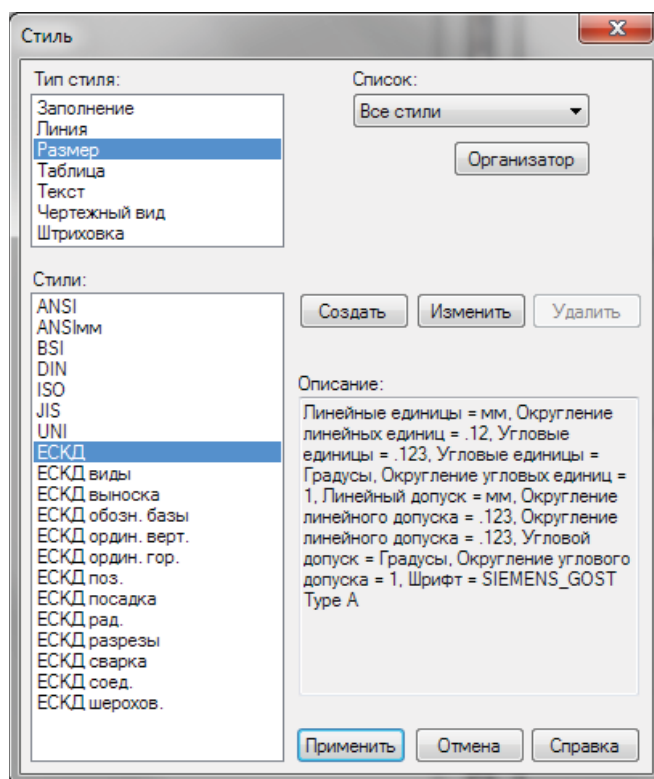 Стиль
Тип стиля:
Заполнение
Линия
Размер
Таблица
Текст
Чертежный вид
Штриховка
Список:
Все стили
Организатор
Стили:
ANSI
ANSIмм
BSI
DIN
ISO
JIS
UNI
ЕСКД
ЕСКД виды
ЕСКД выноска
ЕСКД обозн. базы
ЕСКД ордин. верт.
ЕСКД ордин. гор.
ЕСКД поз.
ЕСКД посадка
ЕСКД рад.
ЕСКД разрезы
ЕСКД сварка
ЕСКД соед.
ЕСКД шерохов.
Создать
Изменить
Удалить
Описание:
Линейные единицы = мм, Округление
линейных единиц = .12, Угловые
единицы = .123, Угловые единицы =
Градусы, Округление угловых единиц =
1, Линейный допуск = мм, Округление
линейного допуска = .123, Округление
линейного допуска = .123, Угловой
допуск = Градусы, Округление углового
допуска = 1, Шрифт = SIEMENS_GOST
Type A
Применить
Отмена
Справка